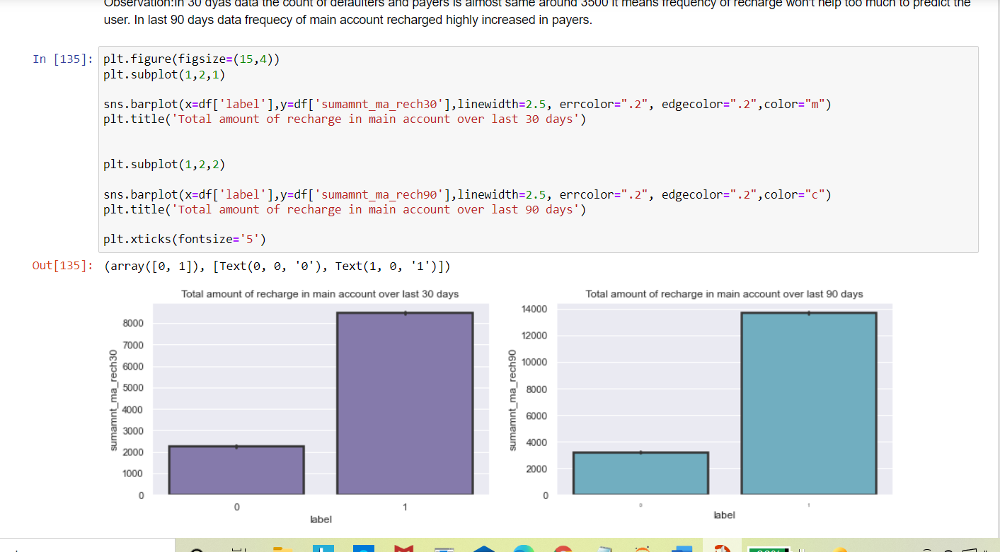 Observation:In 30 dyas data the count of defaulters and payers is almost same around 3500 it means frequency of recharge won't help too much to predict the
user. In last 90 days data frequecy of main account recharged highly increased in payers.
In [135]: plt.figure(figsize=(15,4))
plt.subplot(1,2,1)
sns.barplot(x=df['label'],y=df['sumamnt_ma_rech30'],linewidth=2.5, errcolor=".2", edgecolor=".2",color="m")
plt.title('Total amount of recharge in main account over last 30 days')
plt.subplot(1,2,2)
sns.barplot(x=df['label'],y=df['sumamnt_ma_rech90'],linewidth=2.5, errcolor=".2", edgecolor=".2",color="c")
plt.title('Total amount of recharge in main account over last 90 days')
plt.xticks(fontsize='5')
Out[135]: (array([0, 1]), [Text(0, 0, '0'), Text(1, 0, '1')])
Total amount of recharge in main account over last 30 days
8000
7000
6000
5000
4000
3000
2000
1000
0
sumamnt_ma_rech30
0 1
label
Total amount of recharge in main account over last 90 days
14000
12000
10000
8000
6000
4000
2000
0
sumamnt_ma_rech90
0 1
label